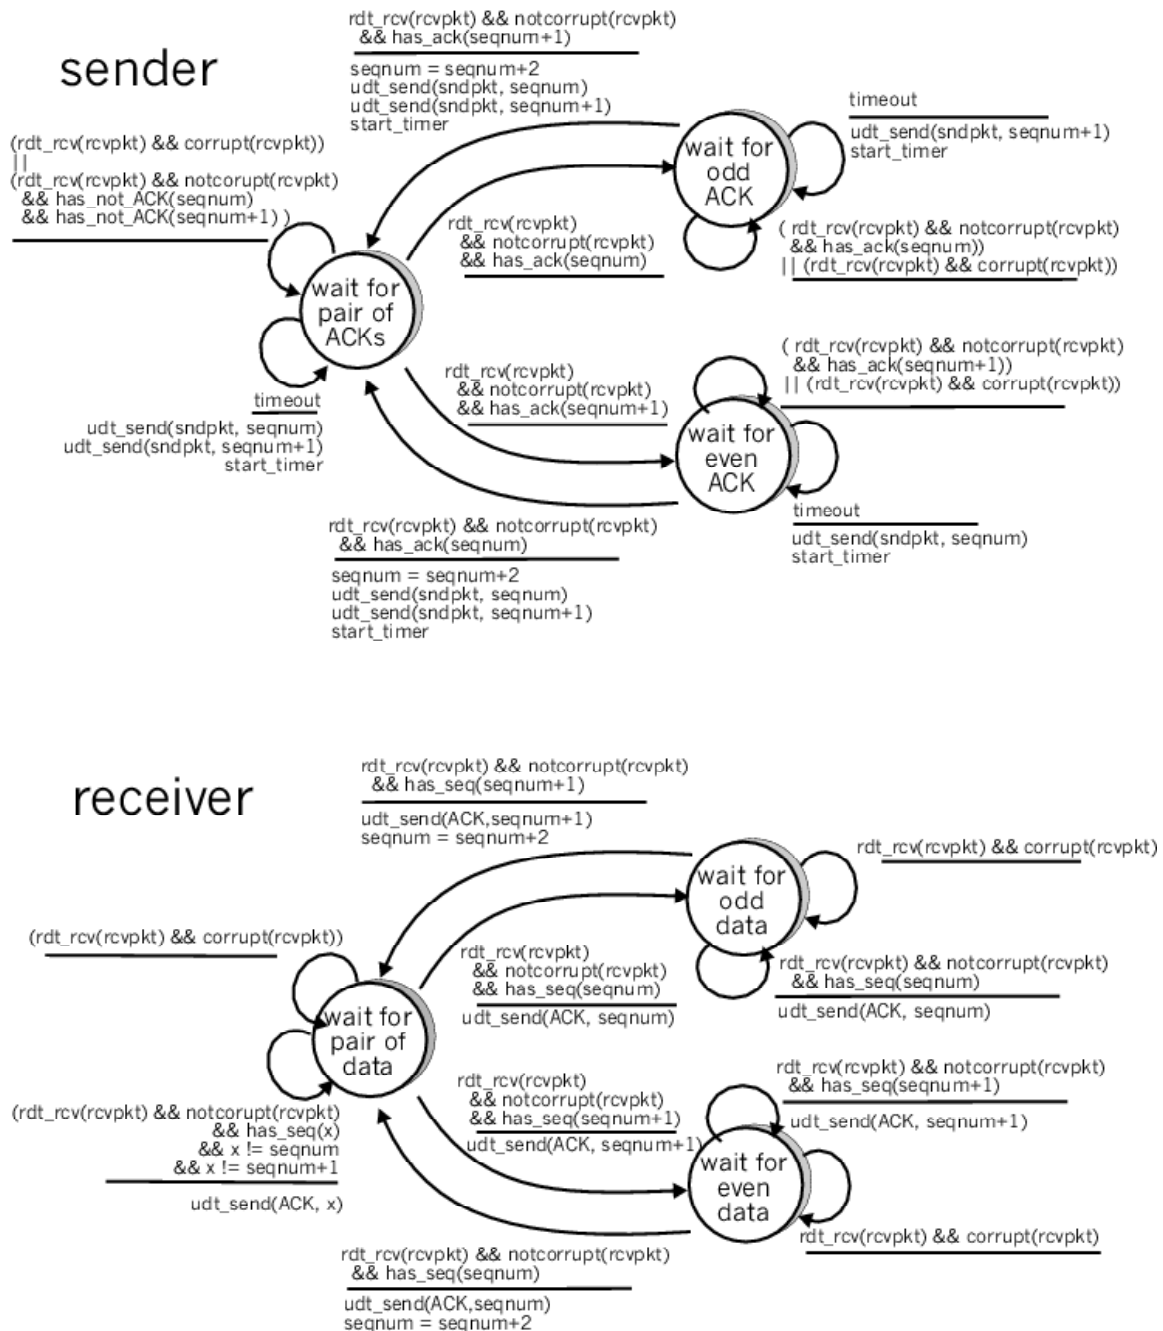 sender
rdt_rcv(rcvpkt) && notcorrupt(rcvpkt)
&& has_ack(seqnum+1)
seqnum = seqnum+2
udt_send(sndpkt, seqnum)
udt_send(sndpkt, seqnum+1)
start_timer
timeout
udt_send(sndpkt, seqnum+1)
start_timer
wait for
odd
ACK
(rdt_rcv(rcvpkt) && corrupt(rcvpkt))
||
(rdt_rcv(rcvpkt) && notcorupt(rcvpkt)
&& has_not_ACK(seqnum)
&& has_not_ACK(seqnum+1) )
rdt_rcv(rcvpkt)
&& notcorrupt(rcvpkt)
&& has_ack(seqnum)
( rdt_rcv(rcvpkt) && notcorrupt(rcvpkt)
&& has_ack(seqnum))
|| (rdt_rcv(rcvpkt) && corrupt(rcvpkt))
wait for
pair of
ACKs
timeout
udt_send(sndpkt, seqnum)
udt_send(sndpkt, seqnum+1)
start_timer
rdt_rcv(rcvpkt)
&& notcorrupt(rcvpkt)
&& has_ack(seqnum+1)
( rdt_rcv(rcvpkt) && notcorrupt(rcvpkt)
&& has_ack(seqnum+1))
|| (rdt_rcv(rcvpkt) && corrupt(rcvpkt))
wait for
even
ACK
timeout
udt_send(sndpkt, seqnum)
start_timer
rdt_rcv(rcvpkt) && notcorrupt(rcvpkt)
&& has_ack(seqnum)
seqnum = seqnum+2
udt_send(sndpkt, seqnum)
udt_send(sndpkt, seqnum+1)
start_timer
receiver
rdt_rcv(rcvpkt) && notcorrupt(rcvpkt)
&& has_seq(seqnum+1)
udt_send(ACK,seqnum+1)
seqnum = seqnum+2
wait for
odd
data
rdt_rcv(rcvpkt) && corrupt(rcvpkt)
(rdt_rcv(rcvpkt) && corrupt(rcvpkt))
rdt_rcv(rcvpkt)
&& notcorrupt(rcvpkt)
&& has_seq(seqnum)
udt_send(ACK, seqnum)
rdt_rcv(rcvpkt) && notcorrupt(rcvpkt)
&& has_seq(seqnum)
udt_send(ACK, seqnum)
wait for
pair of
data
(rdt_rcv(rcvpkt) && notcorupt(rcvpkt)
&& has_seq(x)
&& x != seqnum
&& x != seqnum+1
udt_send(ACK, x)
rdt_rcv(rcvpkt)
&& notcorrupt(rcvpkt)
&& has_seq(seqnum+1)
udt_send(ACK, seqnum+1)
rdt_rcv(rcvpkt) && notcorrupt(rcvpkt)
&& has_seq(seqnum+1)
udt_send(ACK, seqnum+1)
wait for
even
data
rdt_rcv(rcvpkt) && corrupt(rcvpkt)
rdt_rcv(rcvpkt) && notcorrupt(rcvpkt)
&& has_seq(seqnum)
udt_send(ACK,seqnum)
seqnum = seqnum+2